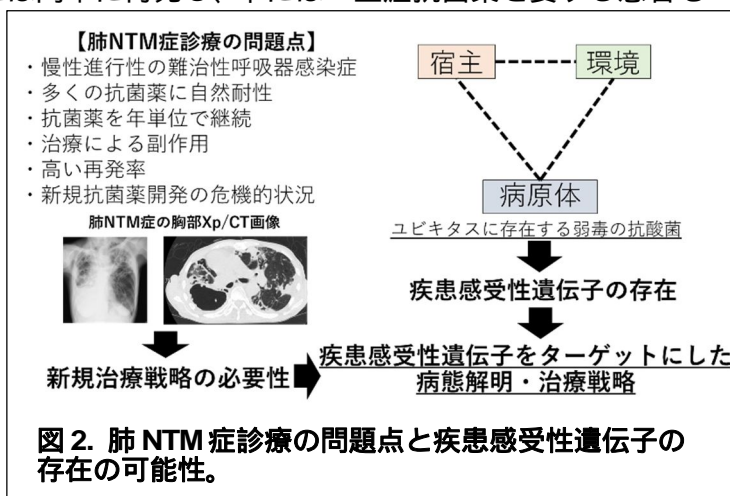 【肺NTM症診療の問題点】
・慢性進行性の難治性呼吸器感染症
・多くの抗菌薬に自然耐性
・抗菌薬を年単位で継続
・治療による副作用
・高い再発率
・新規抗菌薬開発の危機的状況
肺NTM症の胸部Xp/CT画像
新規治療戦略の必要性
宿主
環境
病原体
ユビキタスに存在する弱毒の抗酸菌
疾患感受性遺伝子の存在
疾患感受性遺伝子をターゲットにした
病態解明・治療戦略
図 2. 肺 NTM 症診療の問題点と疾患感受性遺伝子の
存在の可能性。